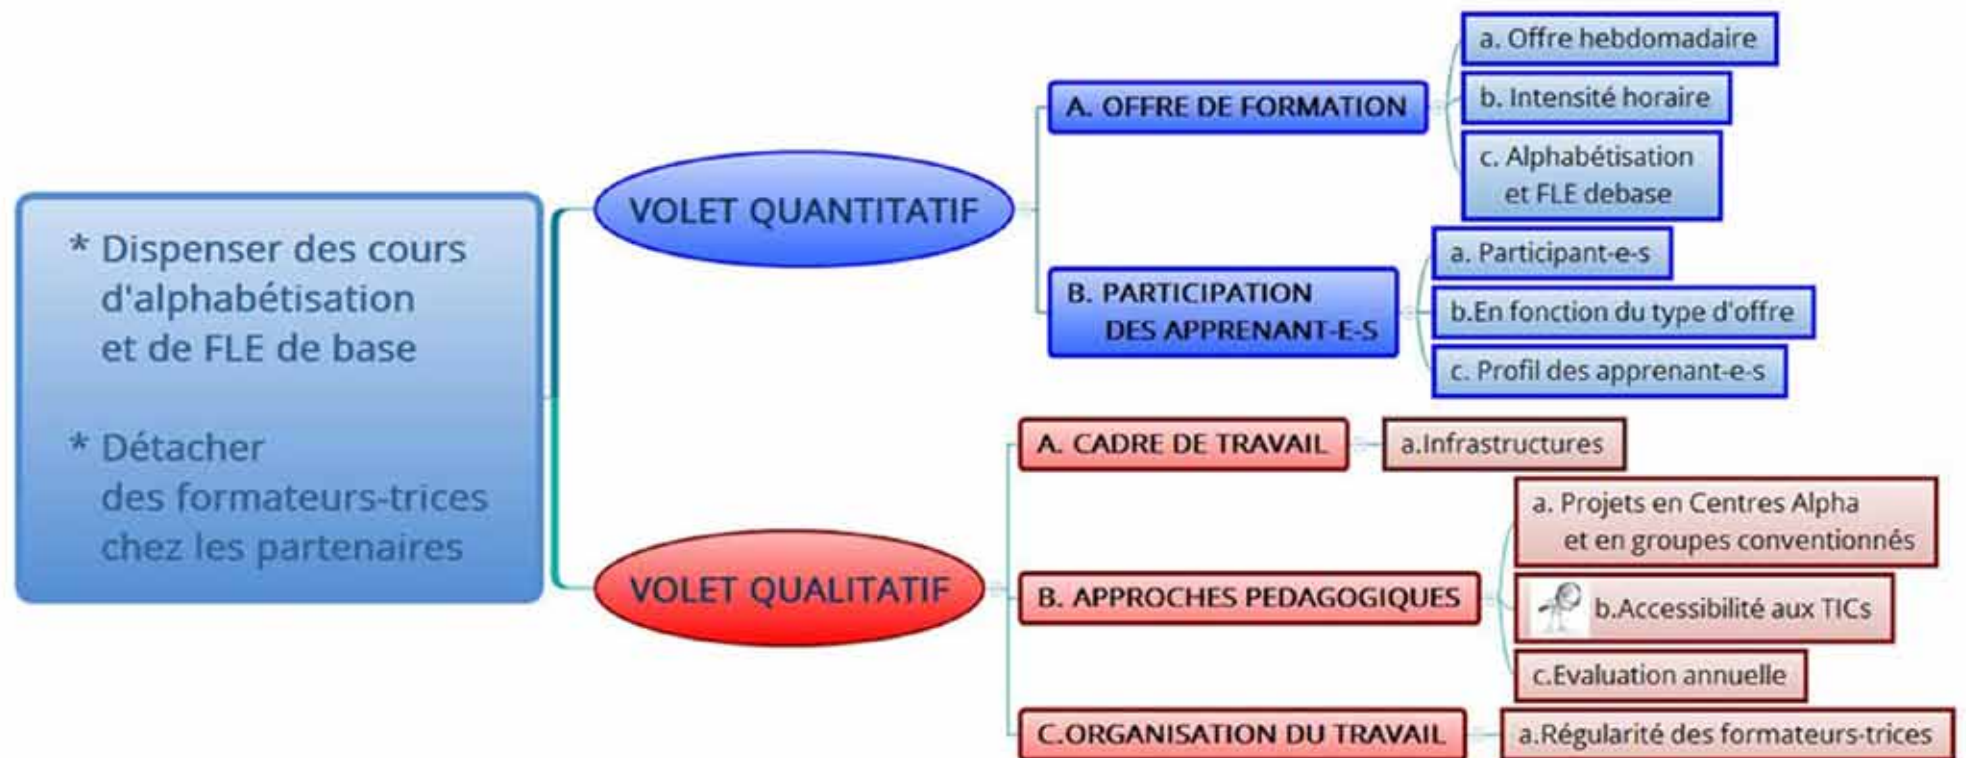 * Dispenser des cours
d'alphabétisation
et de FLE de base
* Détacher
des formateurs-trices
chez les partenaires
VOLET QUANTITATIF
A. OFFRE DE FORMATION
a. Offre hebdomadaire
b. Intensité horaire
c. Alphabétisation
et FLE debase
B. PARTICIPATION
DES APPRENANT-E-S
a. Participant-e-s
b.En fonction du type d'offre
c. Profil des apprenant-e-s
VOLET QUALITATIF
A. CADRE DE TRAVAIL
a.Infrastructures
B. APPROCHES PEDAGOGIQUES
a. Projets en Centres Alpha
et en groupes conventionnés
b.Accessibilité aux TICs
c.Evaluation annuelle
C.ORGANISATION DU TRAVAIL
a.Régularité des formateurs-trices